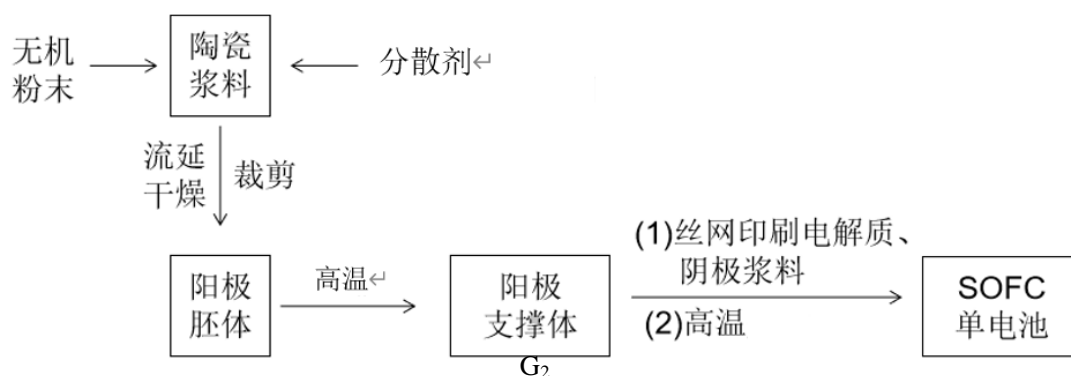 无机
粉末
陶瓷
浆料
分散剂↵
流延
干燥
裁剪
阳极
胚体
高温↵
阳极
支撑体
G₂
(1)丝网印刷电解质、
阴极浆料
(2)高温
SOFC
单电池